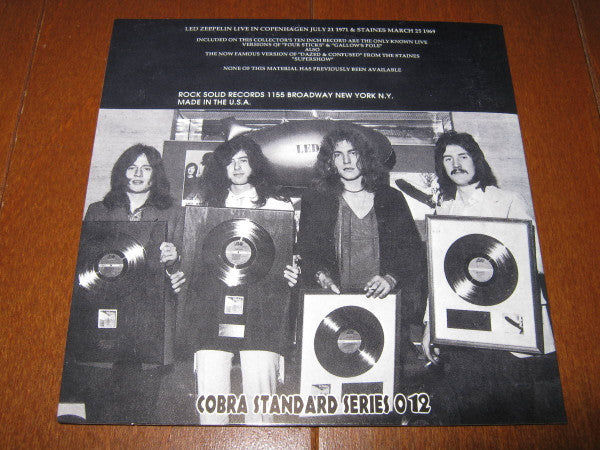 LED ZEPPELIN LIVE IN COPENHAGEN JULY 21 1971 & STAINES MARCH 25 1969
INCLUDED ON THIS COLLECTOR'S TEN INCH RECORD ARE THE ONLY KNOWN LIVE
VERSIONS OF "FOUR STICKS" & "GALLOW'S POLE"
ALSO
THE NOW FAMOUS VERSION OF "DAZED & CONFUSED" FROM THE STAINES
"SUPERSHOW"
NONE OF THIS MATERIAL HAS PREVIOUSLY BEEN AVAILABLE
ROCK SOLID RECORDS 1155 BROADWAY NEW YORK N.Y.
MADE IN THE U.S.A.
LED
COBRA STANDARD SERIES 012